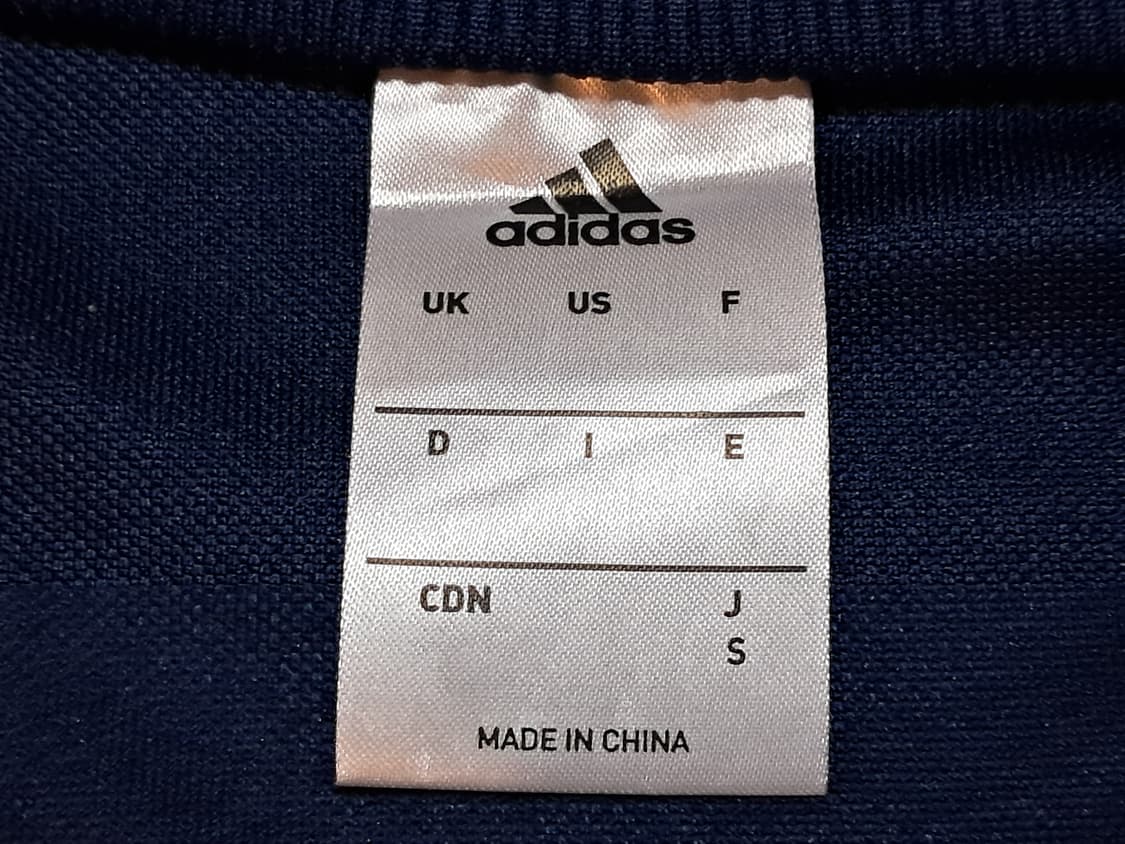 adidas
UK US F
D I E
CDN J
S
MADE IN CHINA